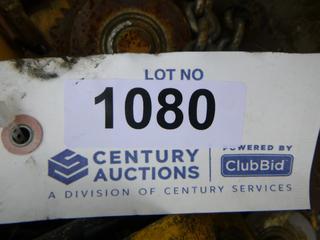 LOT NO
1080
CENTURY
AUCTIONS
POWERED BY
ClubBid
A DIVISION OF CENTURY SERVICES